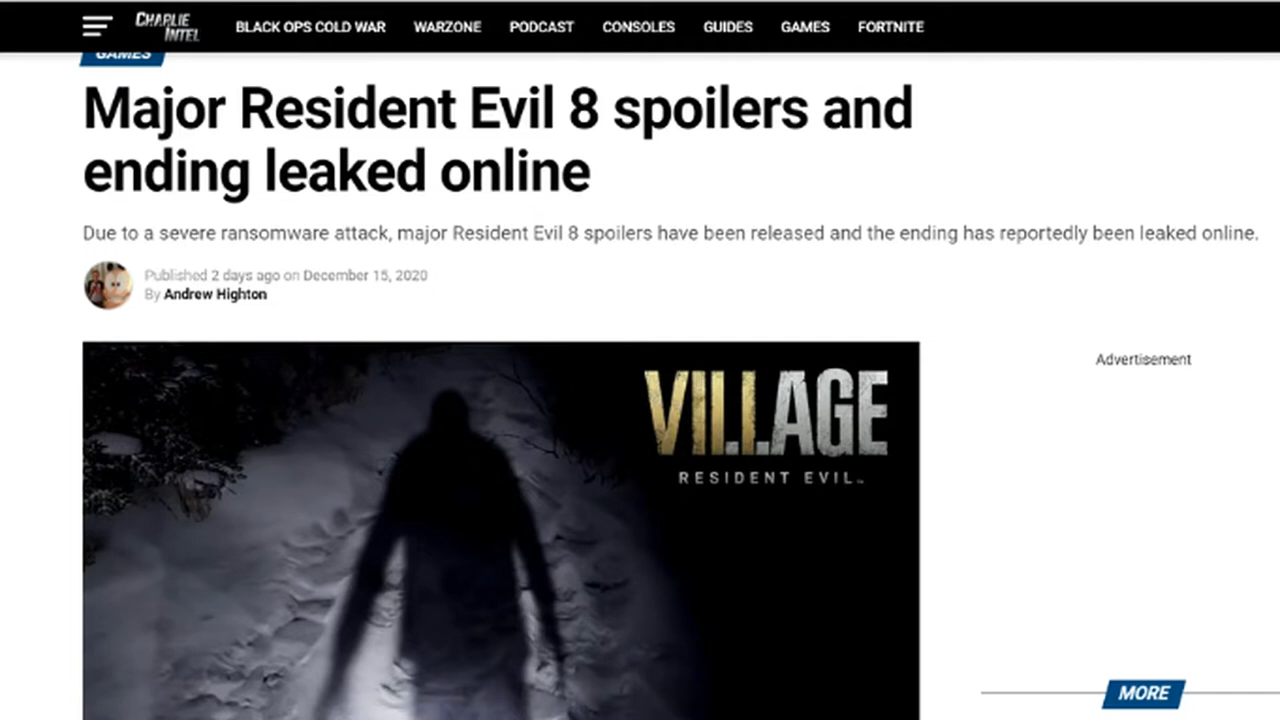 CHARLIE INTEL
BLACK OPS COLD WAR WARZONE PODCAST CONSOLES GUIDES GAMES FORTNITE
GAMES
Major Resident Evil 8 spoilers and
ending leaked online
Due to a severe ransomware attack, major Resident Evil 8 spoilers have been released and the ending has reportedly been leaked online.
Published 2 days ago on December 15, 2020
By Andrew Highton
VILLAGE
RESIDENT EVIL™
Advertisement
MORE